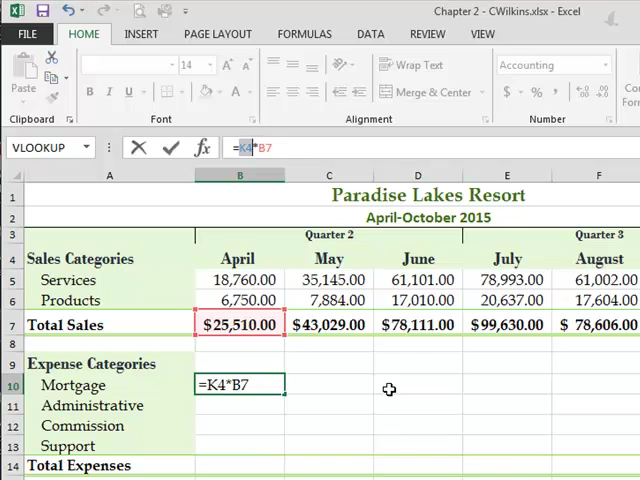 Chapter 2 - CWilkins.xlsx - Excel
FILE HOME INSERT PAGE LAYOUT FORMULAS DATA REVIEW VIEW
14 A A Wrap Text Accounting
Paste B I U A Merge & Center $ % ,
Clipboard Font Alignment Number
VLOOKUP fx =K4*B7
A B C D E F
1 Paradise Lakes Resort
2 April-October 2015
3 Quarter 2 Quarter 3
4 Sales Categories April May June July August
5 Services 18,760.00 35,145.00 61,101.00 78,993.00 61,002.00
6 Products 6,750.00 7,884.00 17,010.00 20,637.00 17,604.00
7 Total Sales $25,510.00 $43,029.00 $78,111.00 $99,630.00 $ 78,606.00
8
9 Expense Categories
10 Mortgage =K4*B7
11 Administrative
12 Commission
13 Support
14 Total Expenses